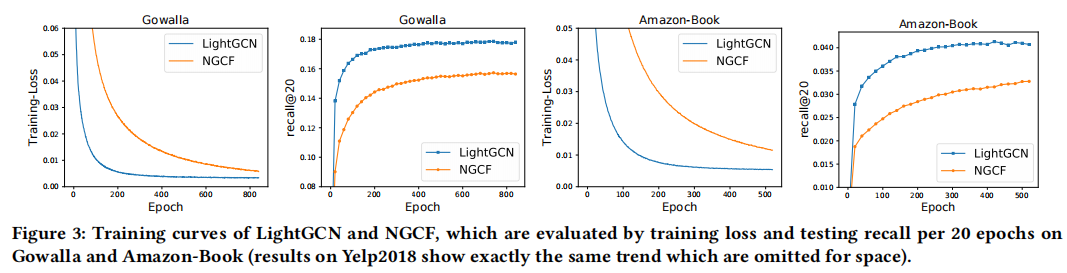 Gowalla
0.06
0.05
0.04
0.03
0.02
0.01
0.00
Training-Loss
LightGCN
NGCF
0 200 400 600 800
Epoch
Gowalla
0.18
0.16
0.14
0.12
0.10
0.08
recall@20
LightGCN
NGCF
0 200 400 600 800
Epoch
Amazon-Book
0.05
0.04
0.03
0.02
0.01
0.00
Training-Loss
LightGCN
NGCF
0 100 200 300 400 500
Epoch
Amazon-Book
0.040
0.035
0.030
0.025
0.020
0.015
0.010
recall@20
LightGCN
NGCF
0 100 200 300 400 500
Epoch
Figure 3: Training curves of LightGCN and NGCF, which are evaluated by training loss and testing recall per 20 epochs on
Gowalla and Amazon-Book (results on Yelp2018 show exactly the same trend which are omitted for space).